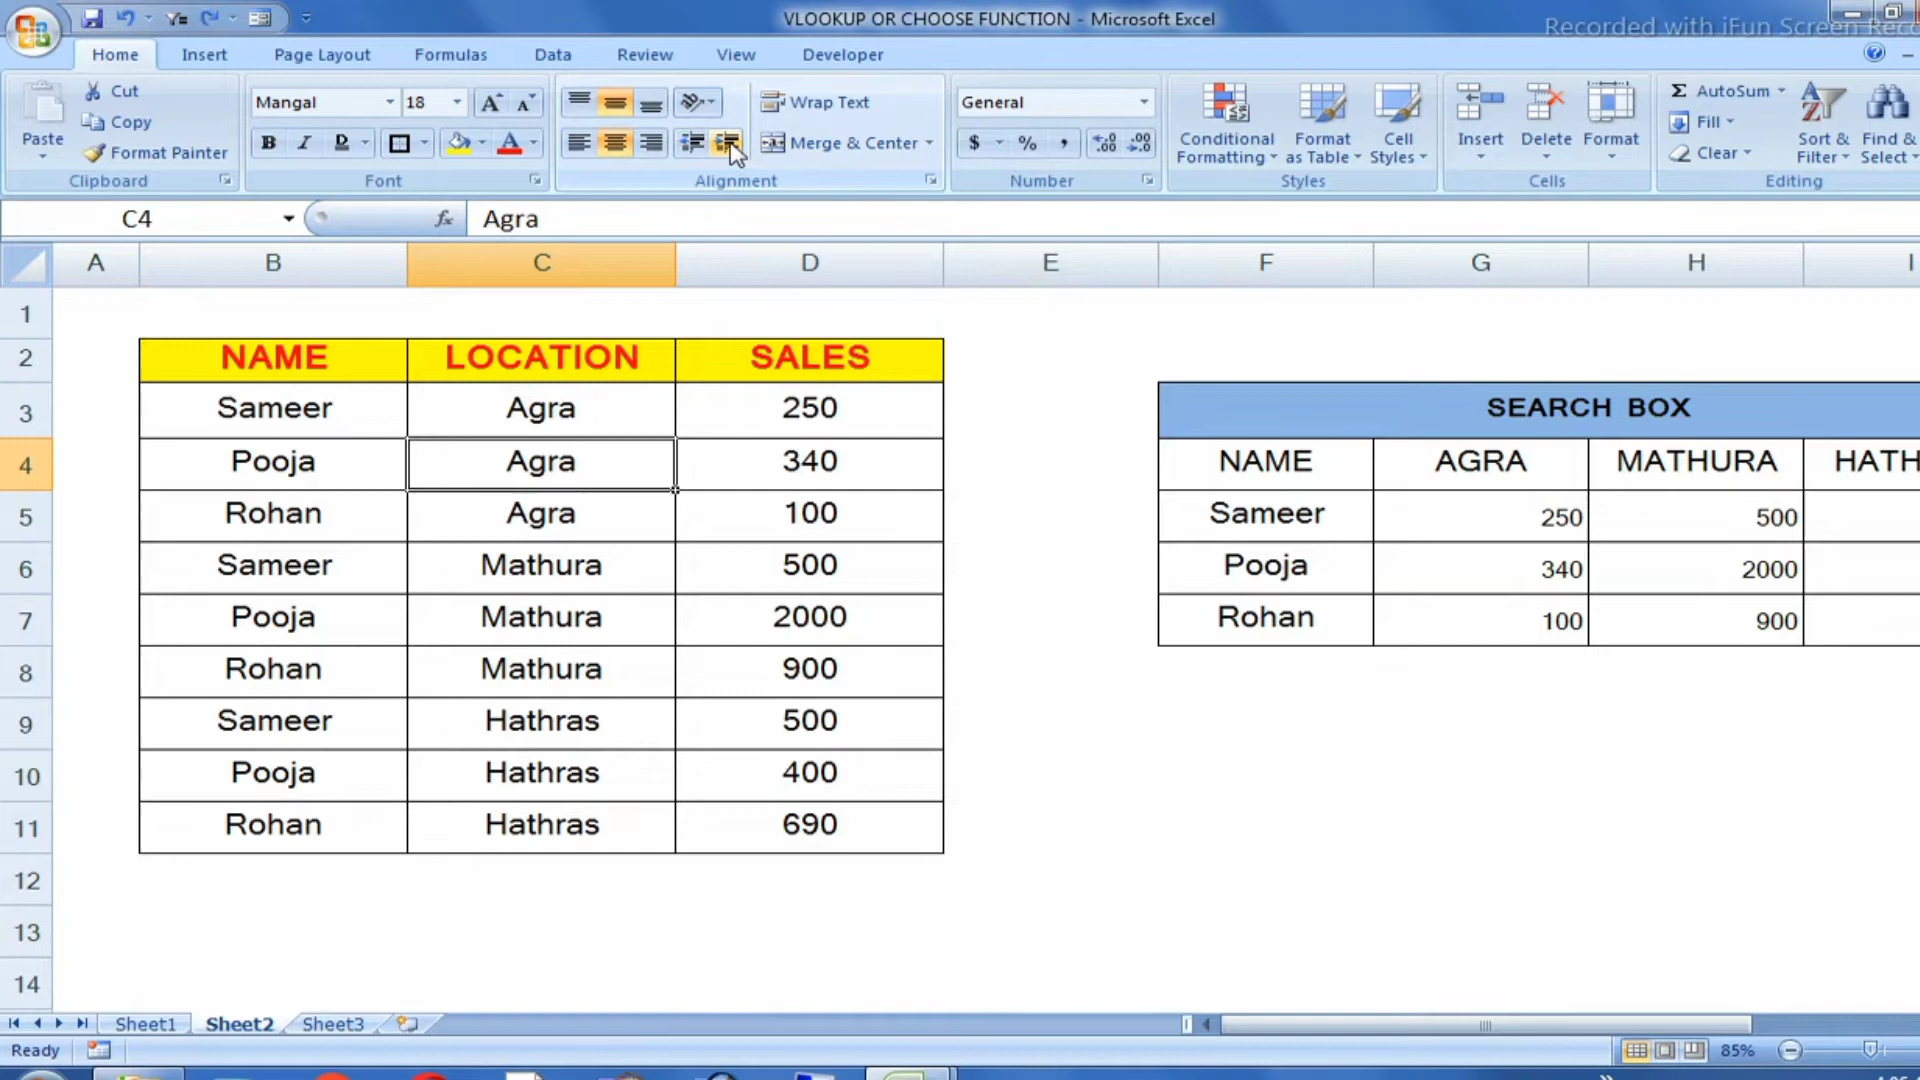 VLOOKUP OR CHOOSE FUNCTION - Microsoft Excel
Recorded with iFun Screen Reco
Home Insert Page Layout Formulas Data Review View Developer
Paste
Cut
Copy
Format Painter
Clipboard
Mangal 18
B I D A
Font
Wrap Text
Merge & Center
Alignment
General
$ % ,
Number
Conditional Formatting
Format as Table
Cell Styles
Styles
Insert Delete Format
Cells
Σ AutoSum
Fill
Clear
Sort & Filter
Find & Select
Editing
C4 fx Agra
A B C D E F G H I
1
2 NAME LOCATION SALES
3 Sameer Agra 250 SEARCH BOX
4 Pooja Agra 340 NAME AGRA MATHURA HATH
5 Rohan Agra 100 Sameer 250 500
6 Sameer Mathura 500 Pooja 340 2000
7 Pooja Mathura 2000 Rohan 100 900
8 Rohan Mathura 900
9 Sameer Hathras 500
10 Pooja Hathras 400
11 Rohan Hathras 690
12
13
14
Sheet1 Sheet2 Sheet3
Ready 85%